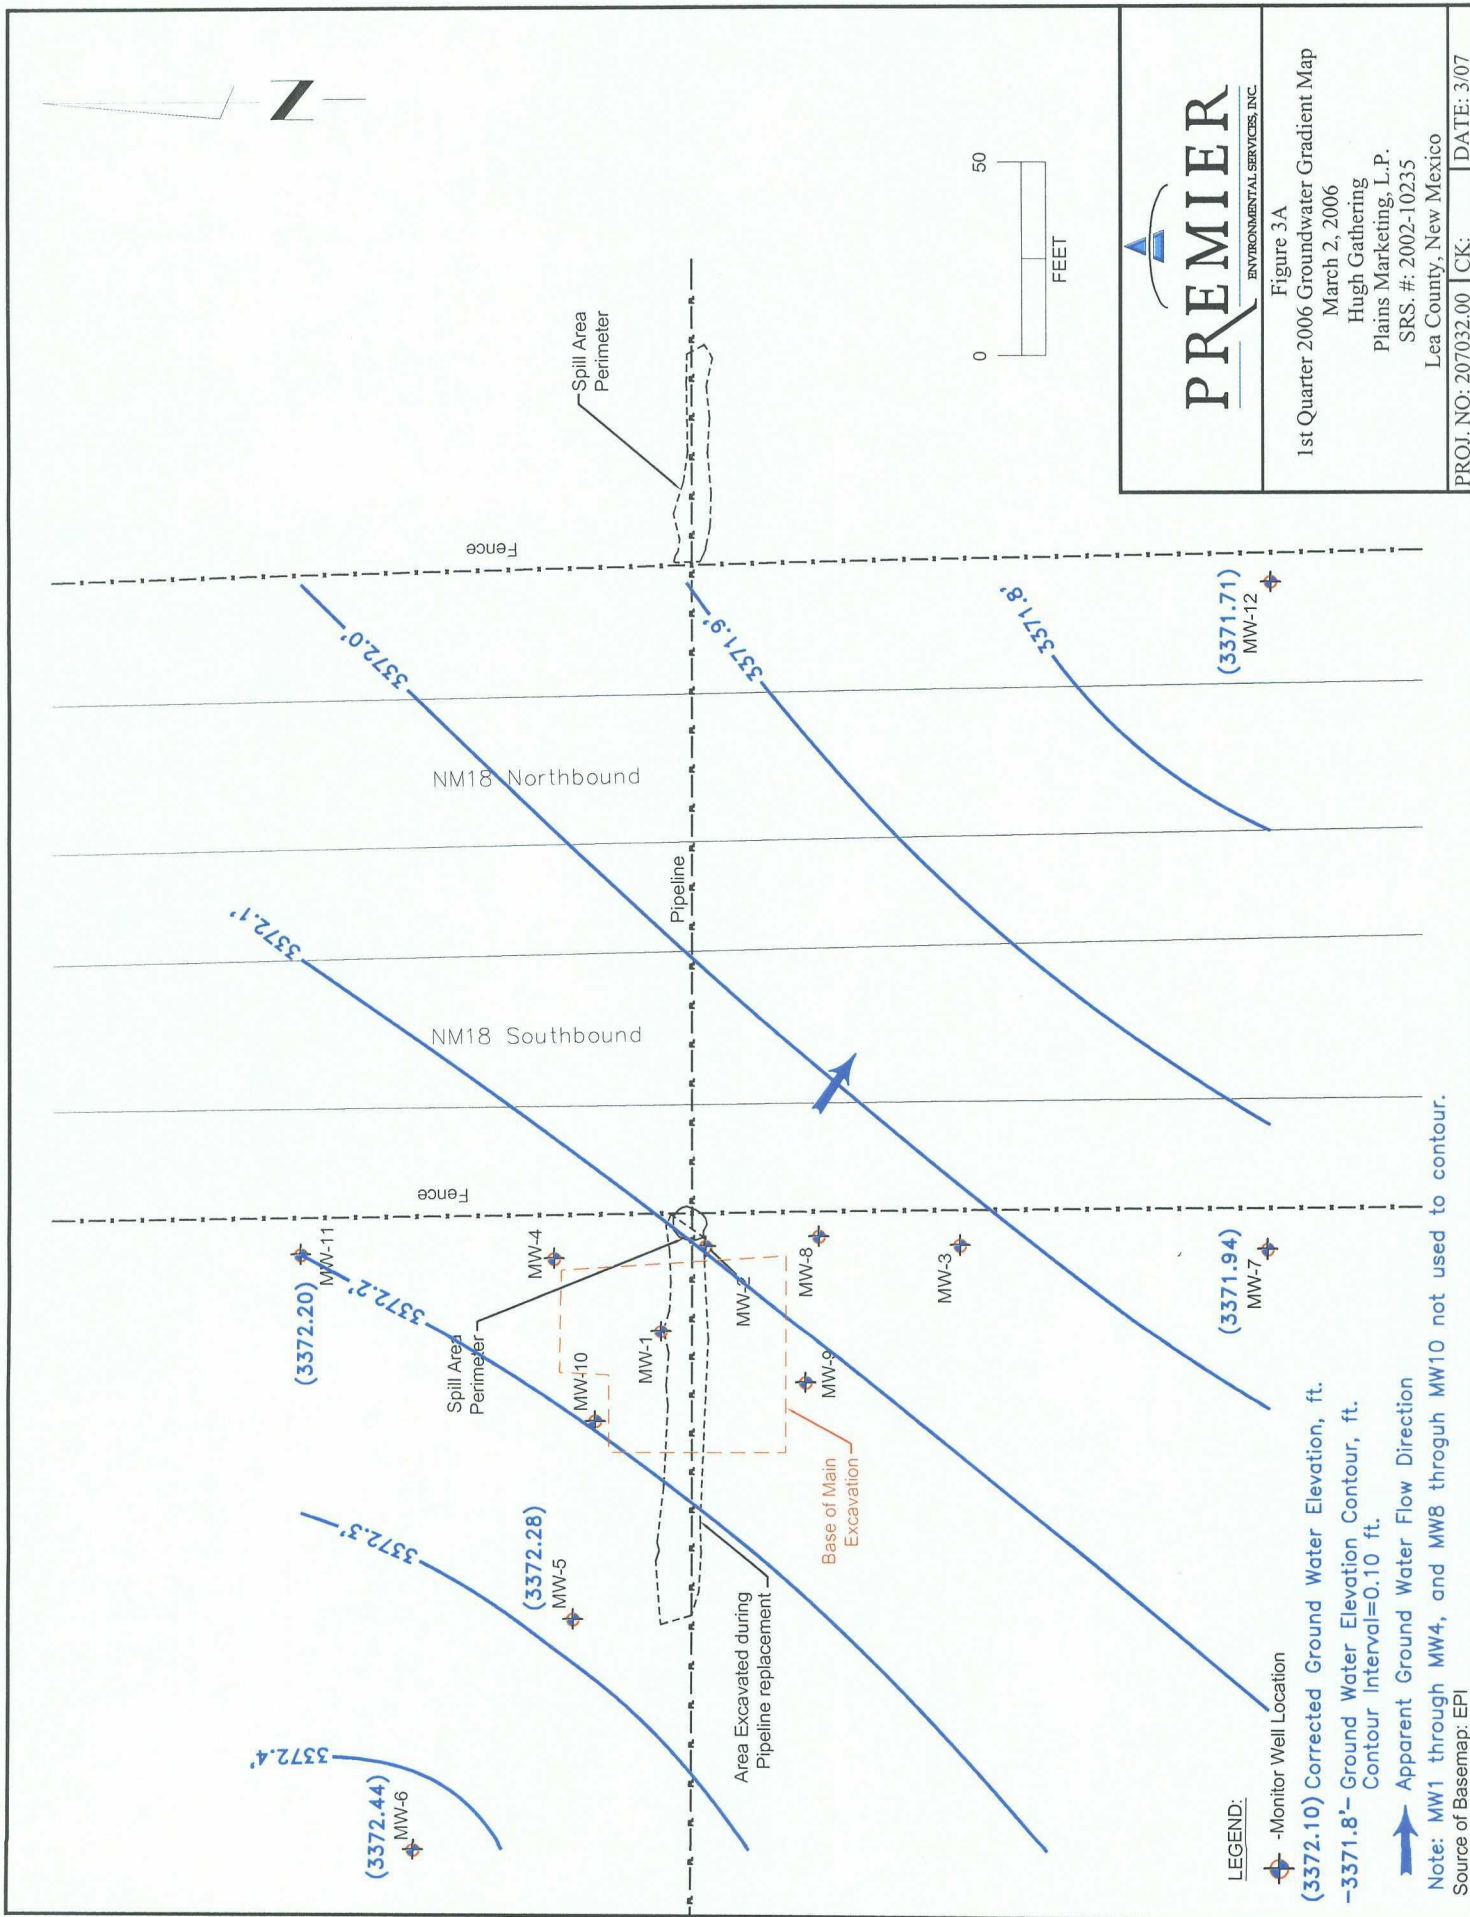 N
Fence
Fence
3372.1'
3372.0'
3371.9'
3371.8'
3372.2'
3372.3'
3372.4'
NM18 Northbound
NM18 Southbound
Pipeline
Spill Area
Perimeter
(3372.20)
MW-11
MW-4
Spill Area
Perimeter
MW-10
MW-1
MW-2
MW-8
MW-9
MW-3
(3372.28)
MW-5
(3372.44)
MW-6
Area Excavated during
Pipeline replacement
Base of Main
Excavation
(3371.94)
MW-7
(3371.71)
MW-12
0
50
FEET
LEGEND:
-Monitor Well Location
(3372.10) Corrected Ground Water Elevation, ft.
-3371.8'- Ground Water Elevation Contour, ft.
Contour Interval=0.10 ft.
Apparent Ground Water Flow Direction
Note: MW1 through MW4, and MW8 throguh MW10 not used to contour.
Source of Basemap: EPI
PREMIER
ENVIRONMENTAL SERVICES, INC.
Figure 3A
1st Quarter 2006 Groundwater Gradient Map
March 2, 2006
Hugh Gathering
Plains Marketing, L.P.
SRS. #: 2002-10235
Lea County, New Mexico
PROJ. NO: 207032.00 CK: DATE: 3/07